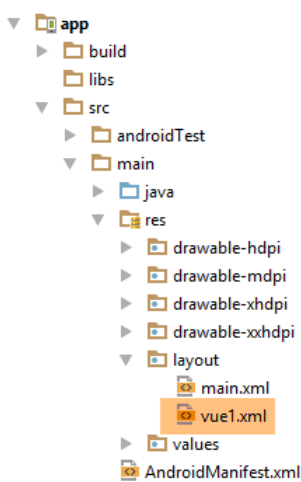 app
build
libs
src
androidTest
main
java
res
drawable-hdpi
drawable-mdpi
drawable-xhdpi
drawable-xxhdpi
layout
main.xml
vue1.xml
values
AndroidManifest.xml